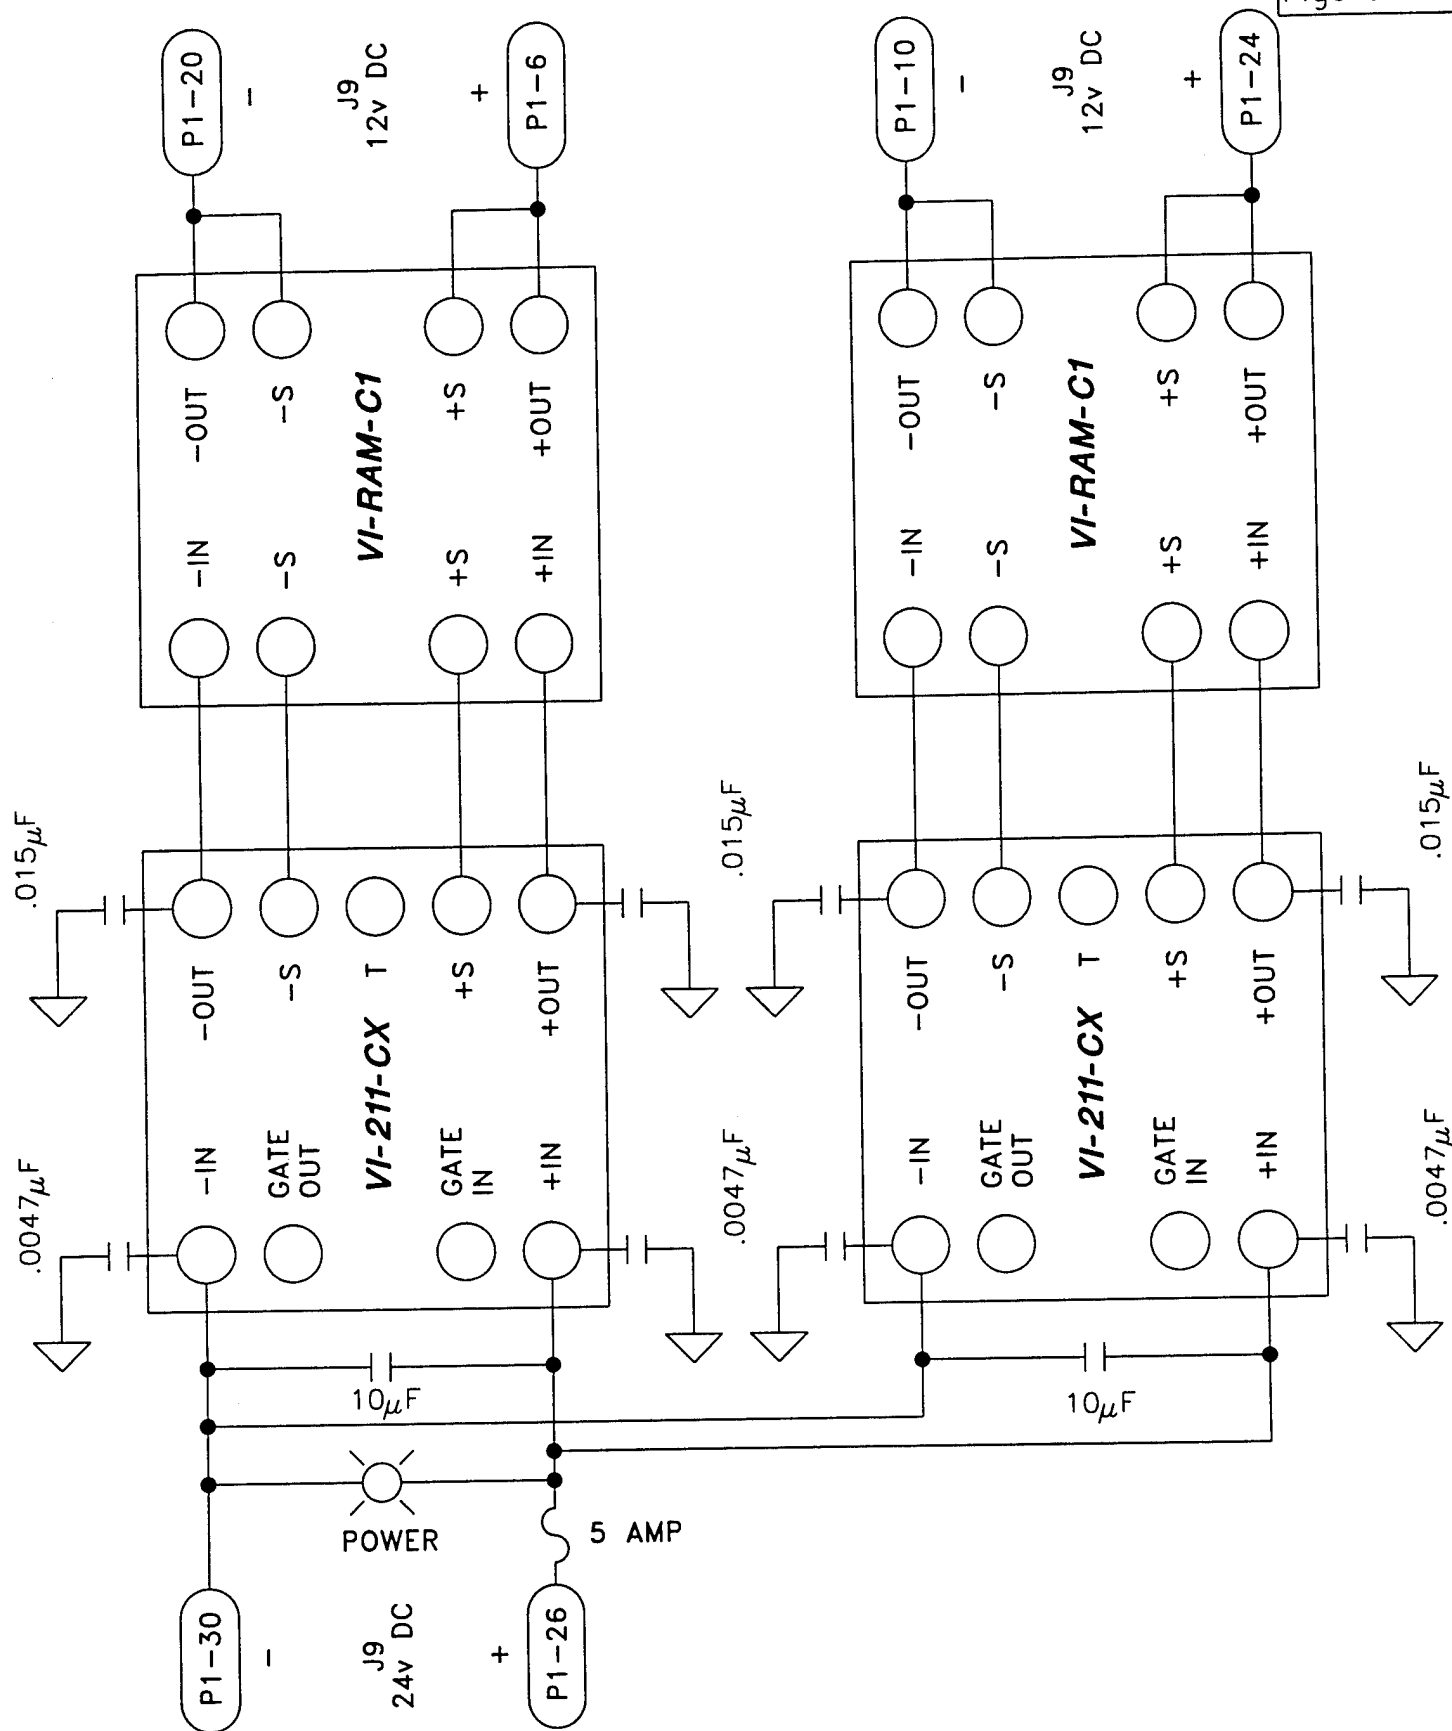 P1-20
-
J9
12v DC
+
P1-6
-OUT
-S
+S
+OUT
VI-RAM-C1
-IN
-S
+S
+IN
.015µF
.015µF
-OUT
-S
T
+S
+OUT
VI-211-CX
-IN
GATE
OUT
GATE
IN
+IN
.0047µF
.0047µF
10µF
POWER
5 AMP
P1-30
-
J9
24v DC
+
P1-26
P1-10
-
J9
12v DC
+
P1-24
-OUT
-S
+S
+OUT
VI-RAM-C1
-IN
-S
+S
+IN
.015µF
-OUT
-S
T
+S
+OUT
VI-211-CX
-IN
GATE
OUT
GATE
IN
+IN
.0047µF
10µF